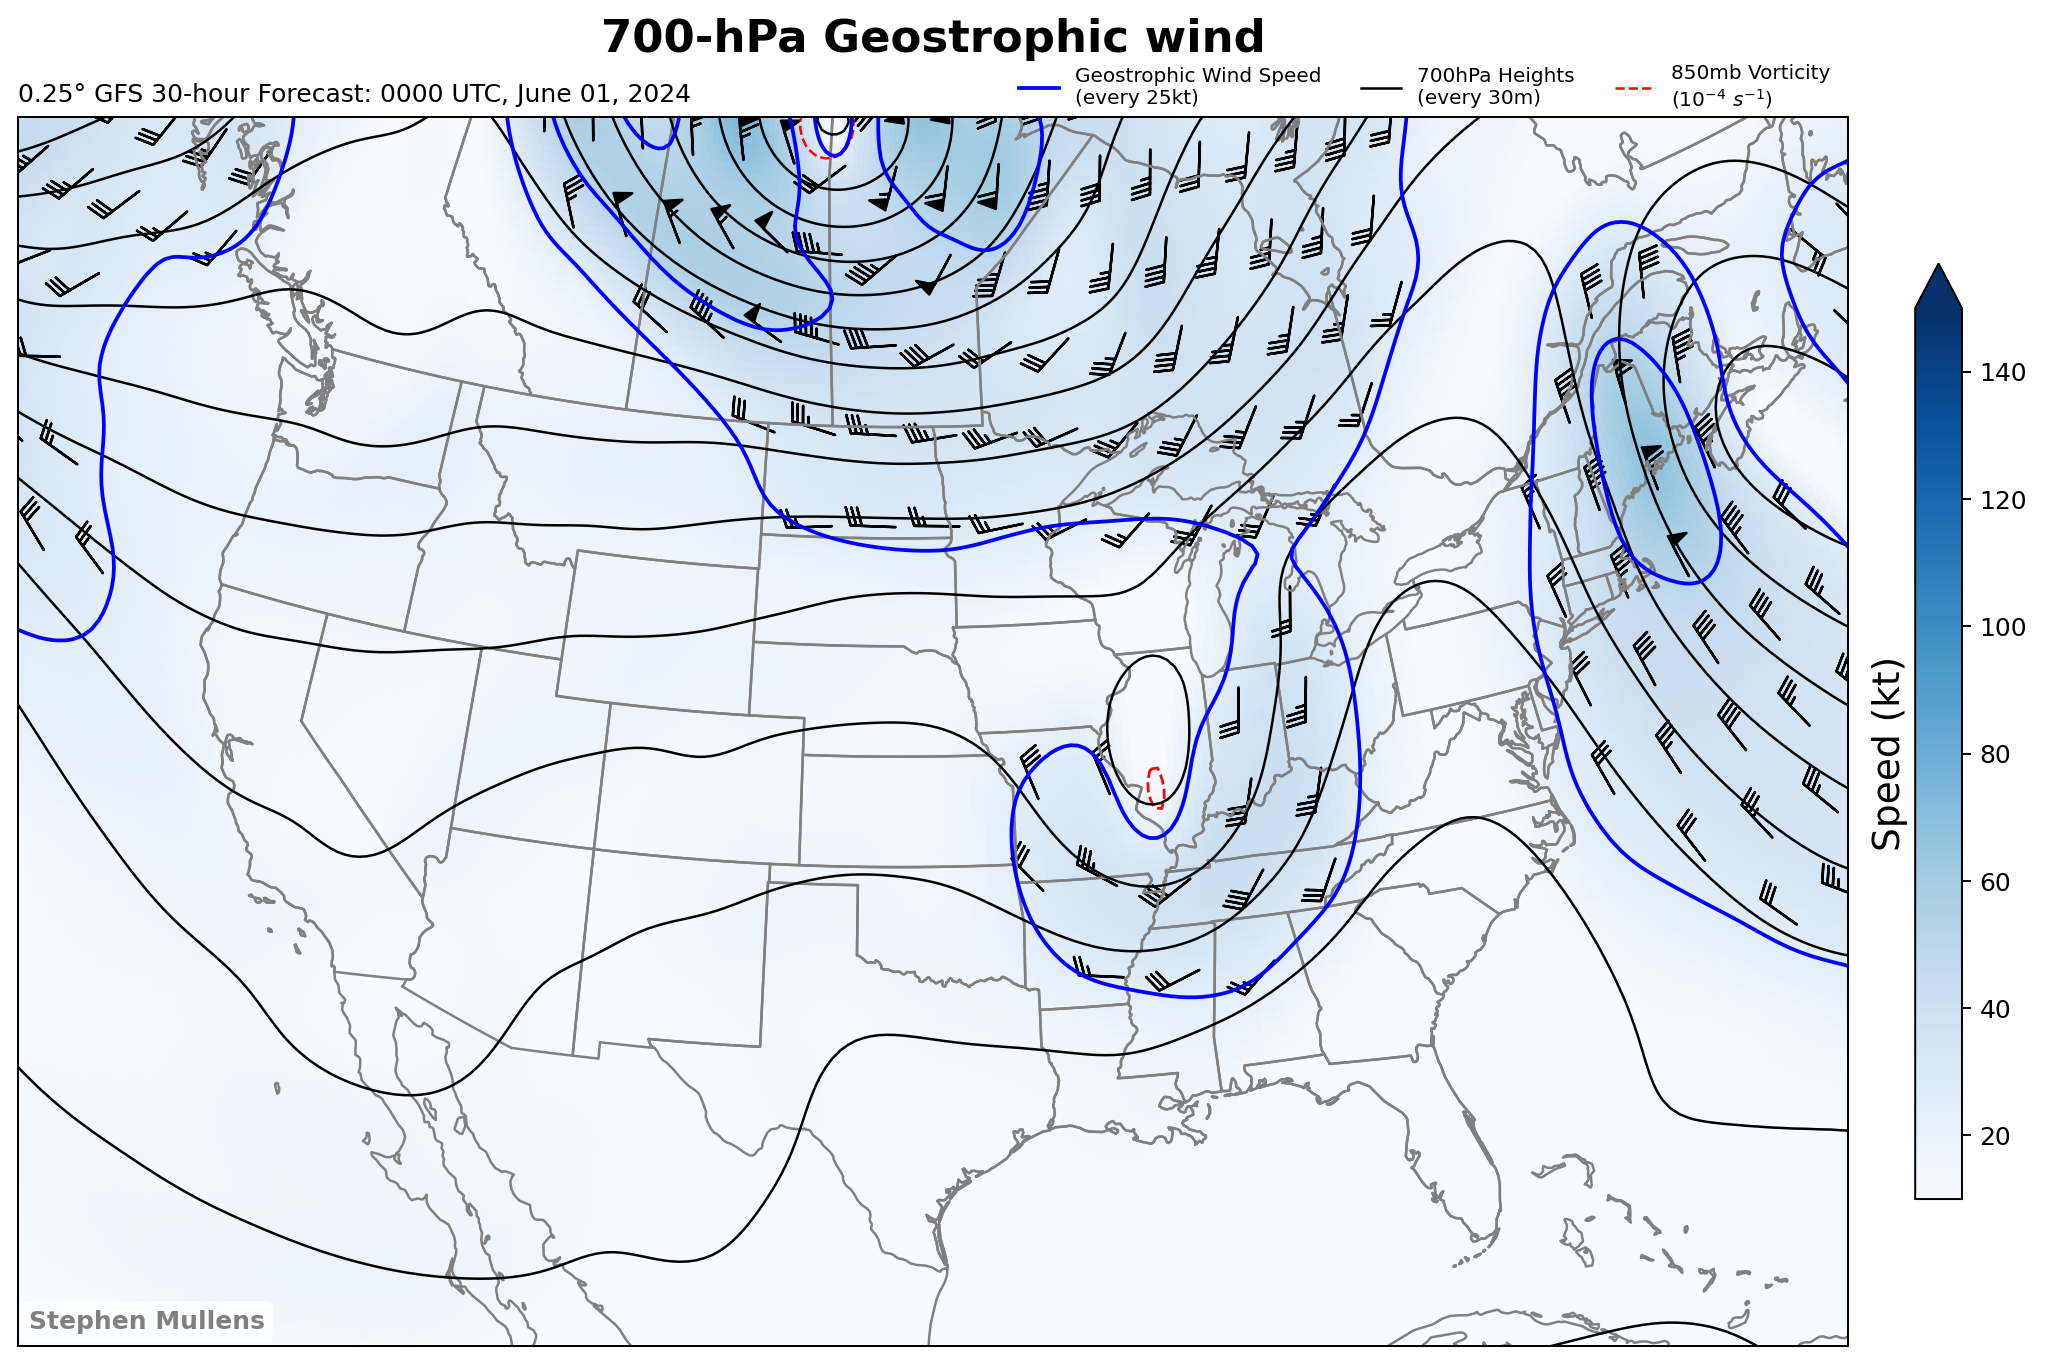 700-hPa Geostrophic wind
0.25° GFS 30-hour Forecast: 0000 UTC, June 01, 2024
Geostrophic Wind Speed
(every 25kt)
700hPa Heights
(every 30m)
850mb Vorticity
(10⁻⁴ s⁻¹)
140
120
100
80
60
40
20
Speed (kt)
Stephen Mullens